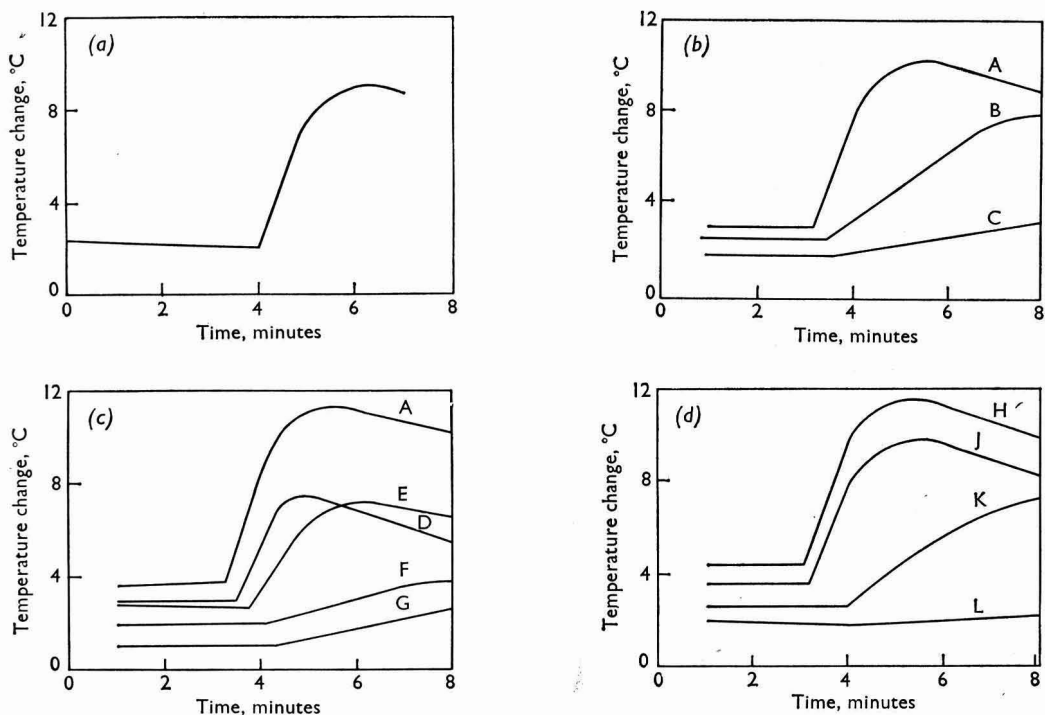 (a)
Temperature change, °C
12
8
4
0
0 2 4 6 8
Time, minutes
(b)
Temperature change, °C
12
8
4
0
A
B
C
0 2 4 6 8
Time, minutes
(c)
Temperature change, °C
12
8
4
0
A
E
D
F
G
0 2 4 6 8
Time, minutes
(d)
Temperature change, °C
12
8
4
0
H
J
K
L
0 2 4 6 8
Time, minutes